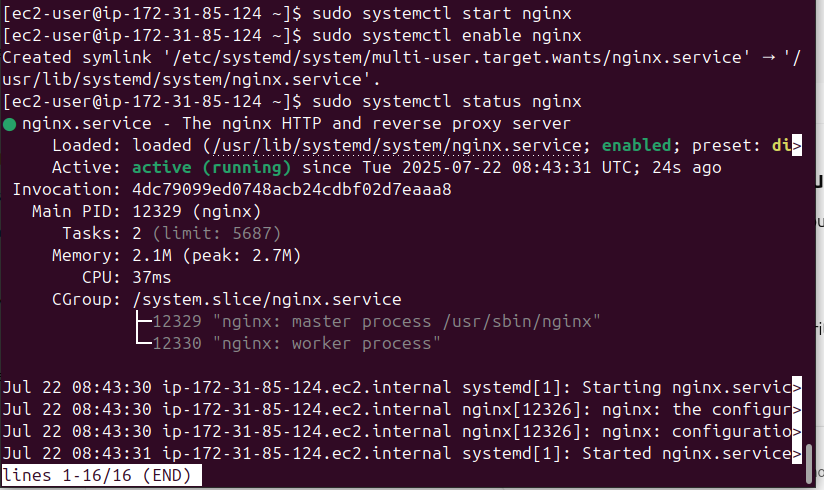 [ec2-user@ip-172-31-85-124 ~]$ sudo systemctl start nginx
[ec2-user@ip-172-31-85-124 ~]$ sudo systemctl enable nginx
Created symlink '/etc/systemd/system/multi-user.target.wants/nginx.service' → '/
usr/lib/systemd/system/nginx.service'.
[ec2-user@ip-172-31-85-124 ~]$ sudo systemctl status nginx
● nginx.service - The nginx HTTP and reverse proxy server
Loaded: loaded (/usr/lib/systemd/system/nginx.service; enabled; preset: di>
Active: active (running) since Tue 2025-07-22 08:43:31 UTC; 24s ago
Invocation: 4dc79099ed0748acb24cdbf02d7eaaa8
Main PID: 12329 (nginx)
Tasks: 2 (limit: 5687)
Memory: 2.1M (peak: 2.7M)
CPU: 37ms
CGroup: /system.slice/nginx.service
├─12329 "nginx: master process /usr/sbin/nginx"
└─12330 "nginx: worker process"
Jul 22 08:43:30 ip-172-31-85-124.ec2.internal systemd[1]: Starting nginx.servic>
Jul 22 08:43:30 ip-172-31-85-124.ec2.internal nginx[12326]: nginx: the configur>
Jul 22 08:43:30 ip-172-31-85-124.ec2.internal nginx[12326]: nginx: configuratio>
Jul 22 08:43:31 ip-172-31-85-124.ec2.internal systemd[1]: Started nginx.service>
lines 1-16/16 (END)